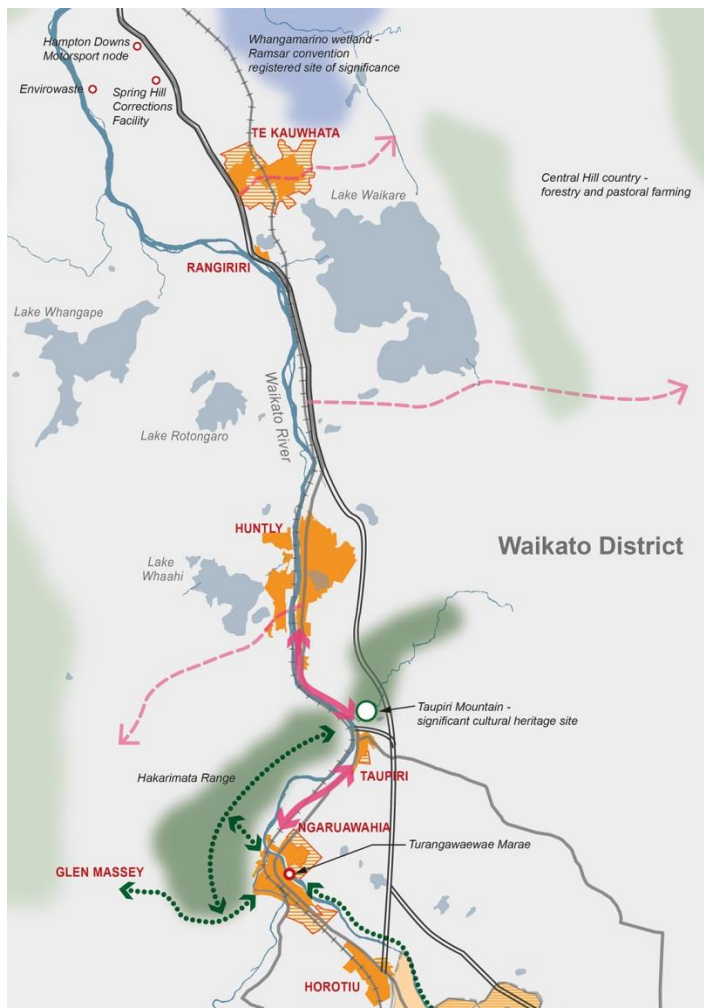 Hampton Downs
Motorsport node
Whangamarino wetland -
Ramsar convention
registered site of significance
Envirowaste
Spring Hill
Corrections
Facility
TE KAUWHATA
Central Hill country -
forestry and pastoral farming
Lake Waikare
RANGIRIRI
Lake Whangape
Waikato River
Lake Rotongaro
HUNTLY
Waikato District
Lake
Whaahi
Taupiri Mountain -
significant cultural heritage site
Hakarimata Range
TAUPIRI
NGARUAWAHIA
Turangawaewae Marae
GLEN MASSEY
HOROTIU